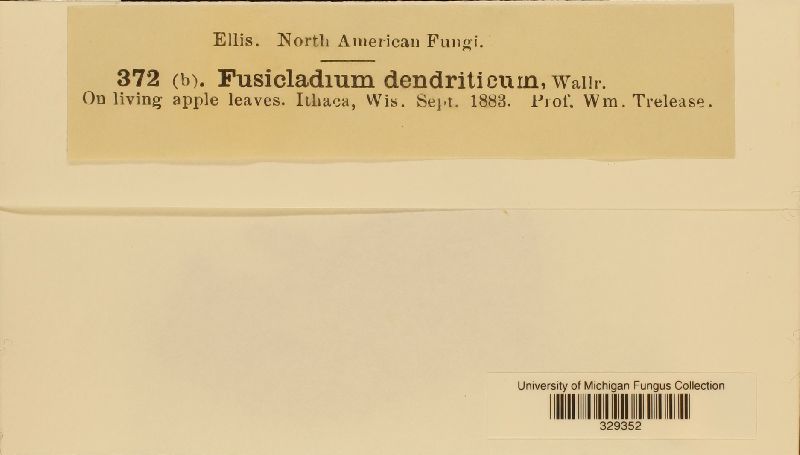 Ellis. North American Fungi.
372 (b). Fusicladium dendriticum, Wallr.
On living apple leaves. Ithaca, Wis. Sept. 1883. Prof. Wm. Trelease.
University of Michigan Fungus Collection
329352